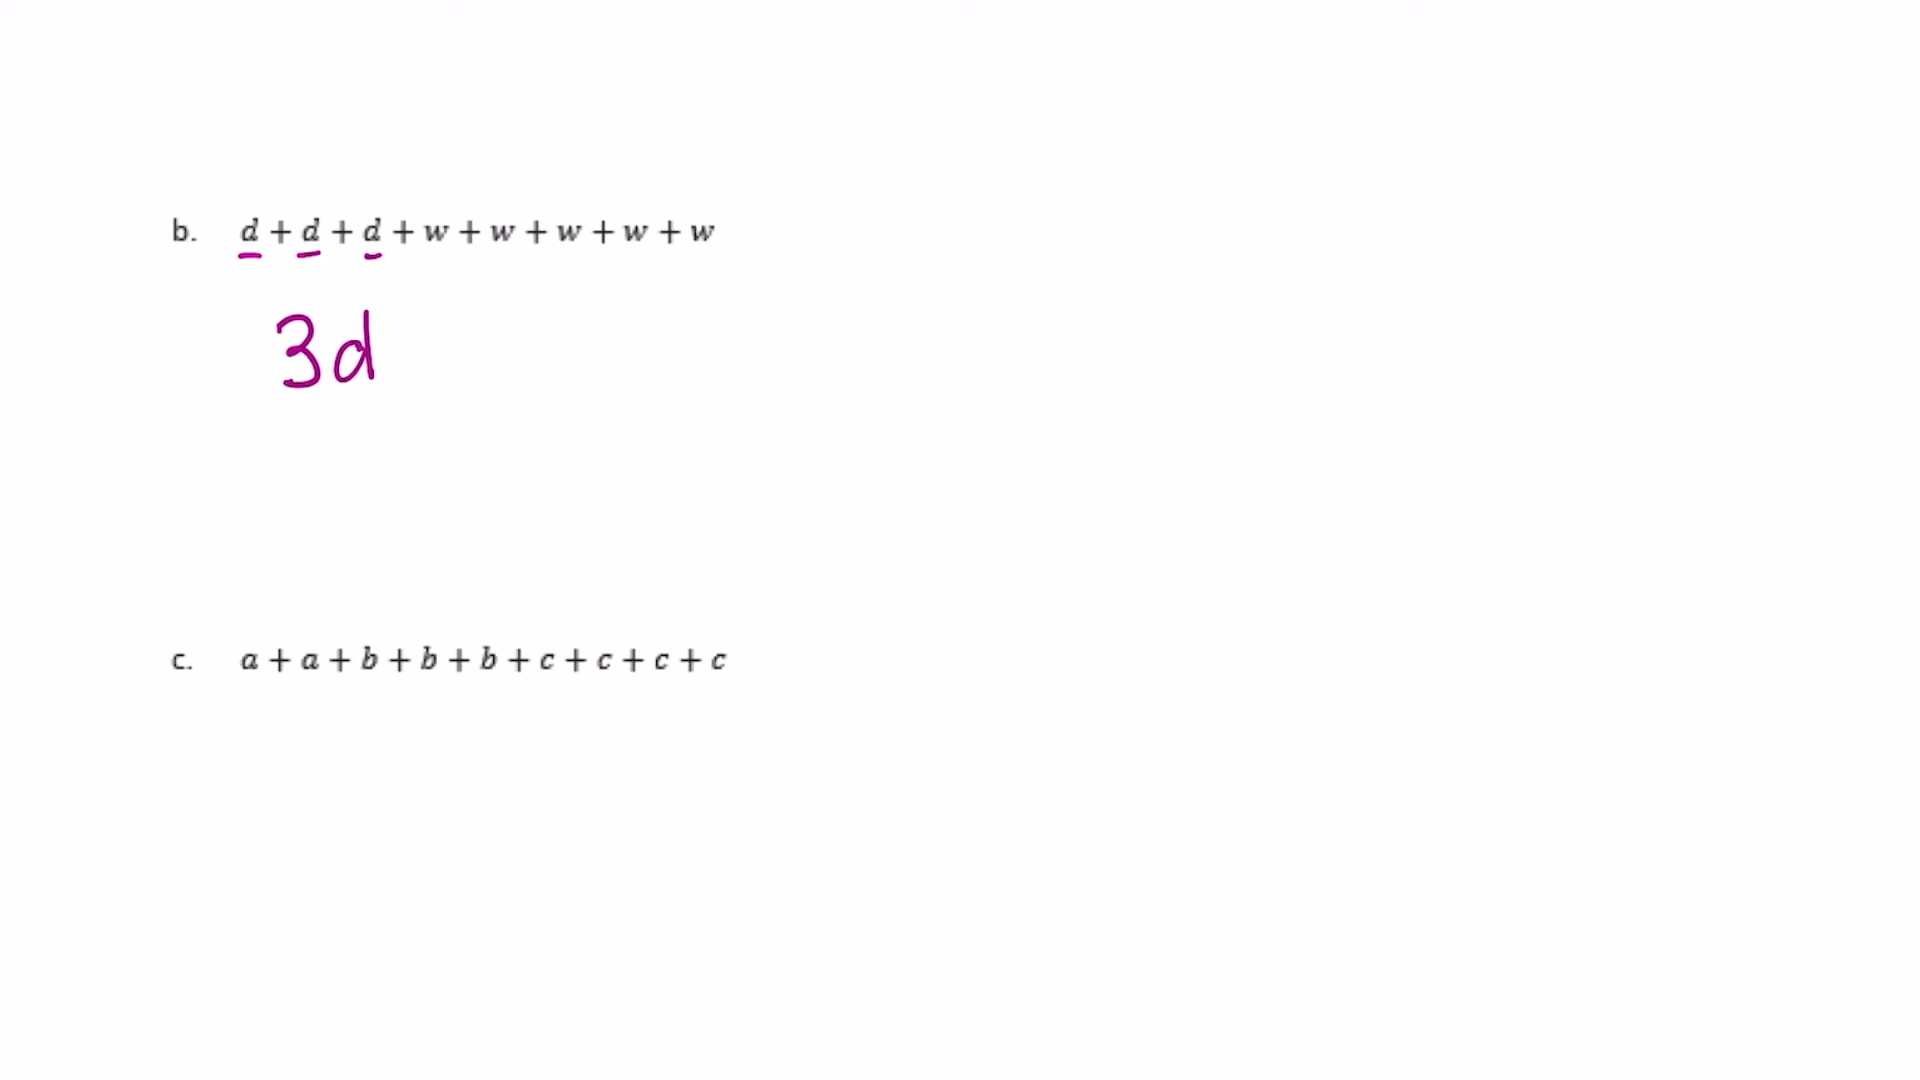 b. d + d + d + w + w + w + w + w
3d
c. a + a + b + b + b + c + c + c + c